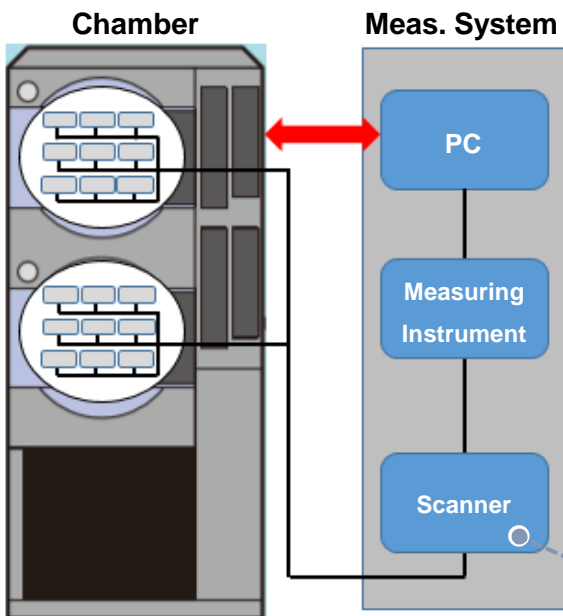 Chamber
Meas. System
PC
Measuring
Instrument
Scanner